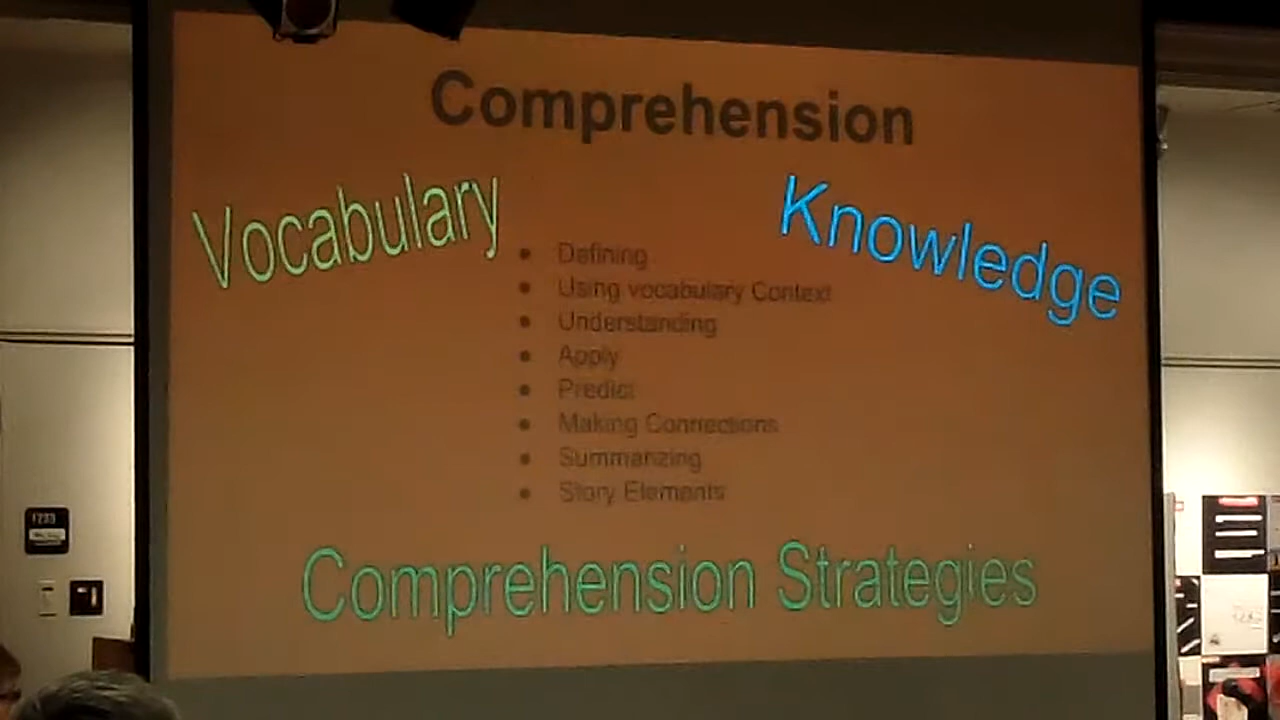 Comprehension
Vocabulary
Knowledge
Defining
Using vocabulary Context
Understanding
Apply
Predict
Making Connections
Summarizing
Story Elements
Comprehension Strategies